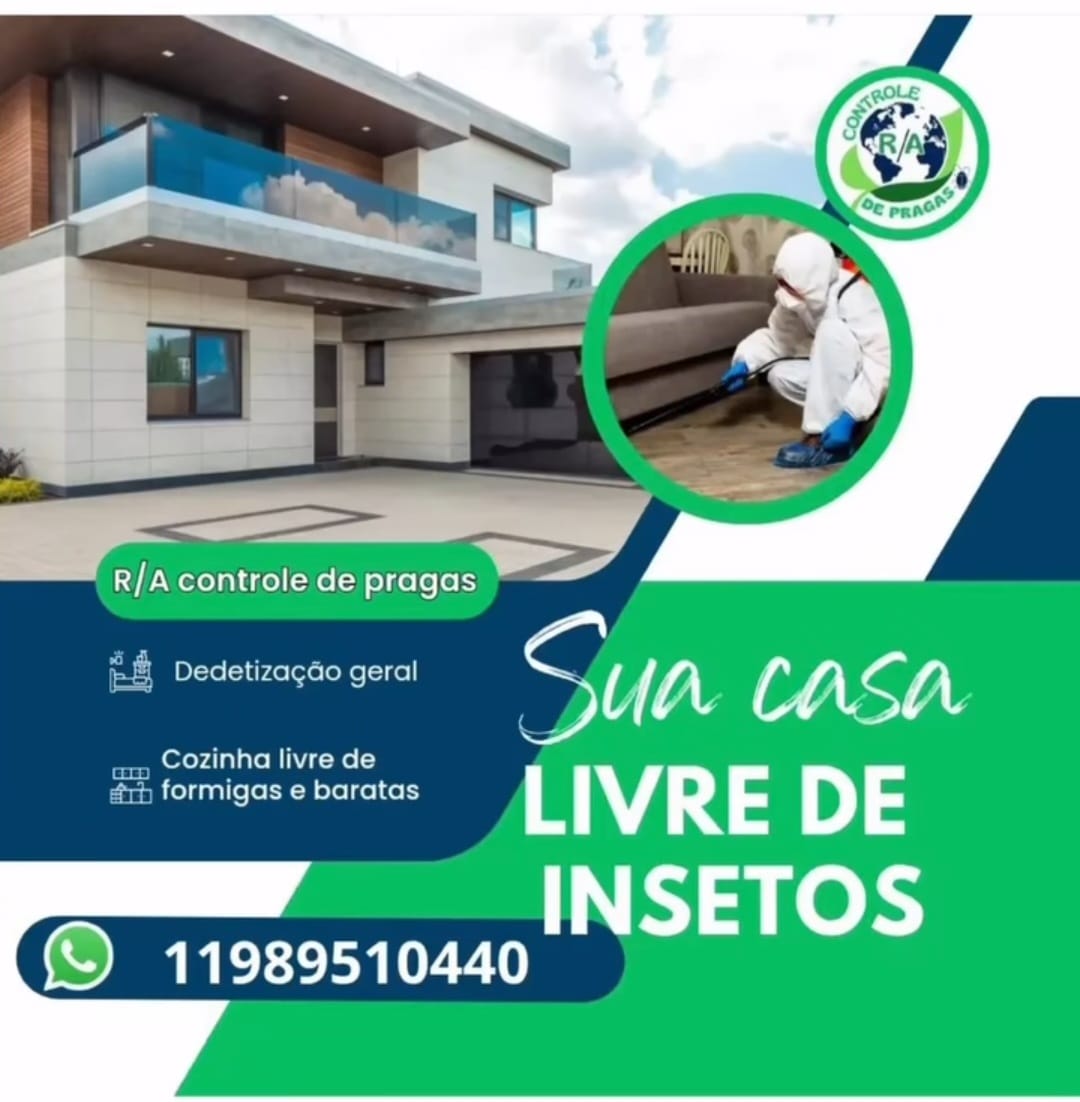 CONTROLE
R/A
DE PRAGAS
R/A controle de pragas
Dedetização geral
Cozinha livre de
formigas e baratas
Sua casa
LIVRE DE
INSETOS
11989510440